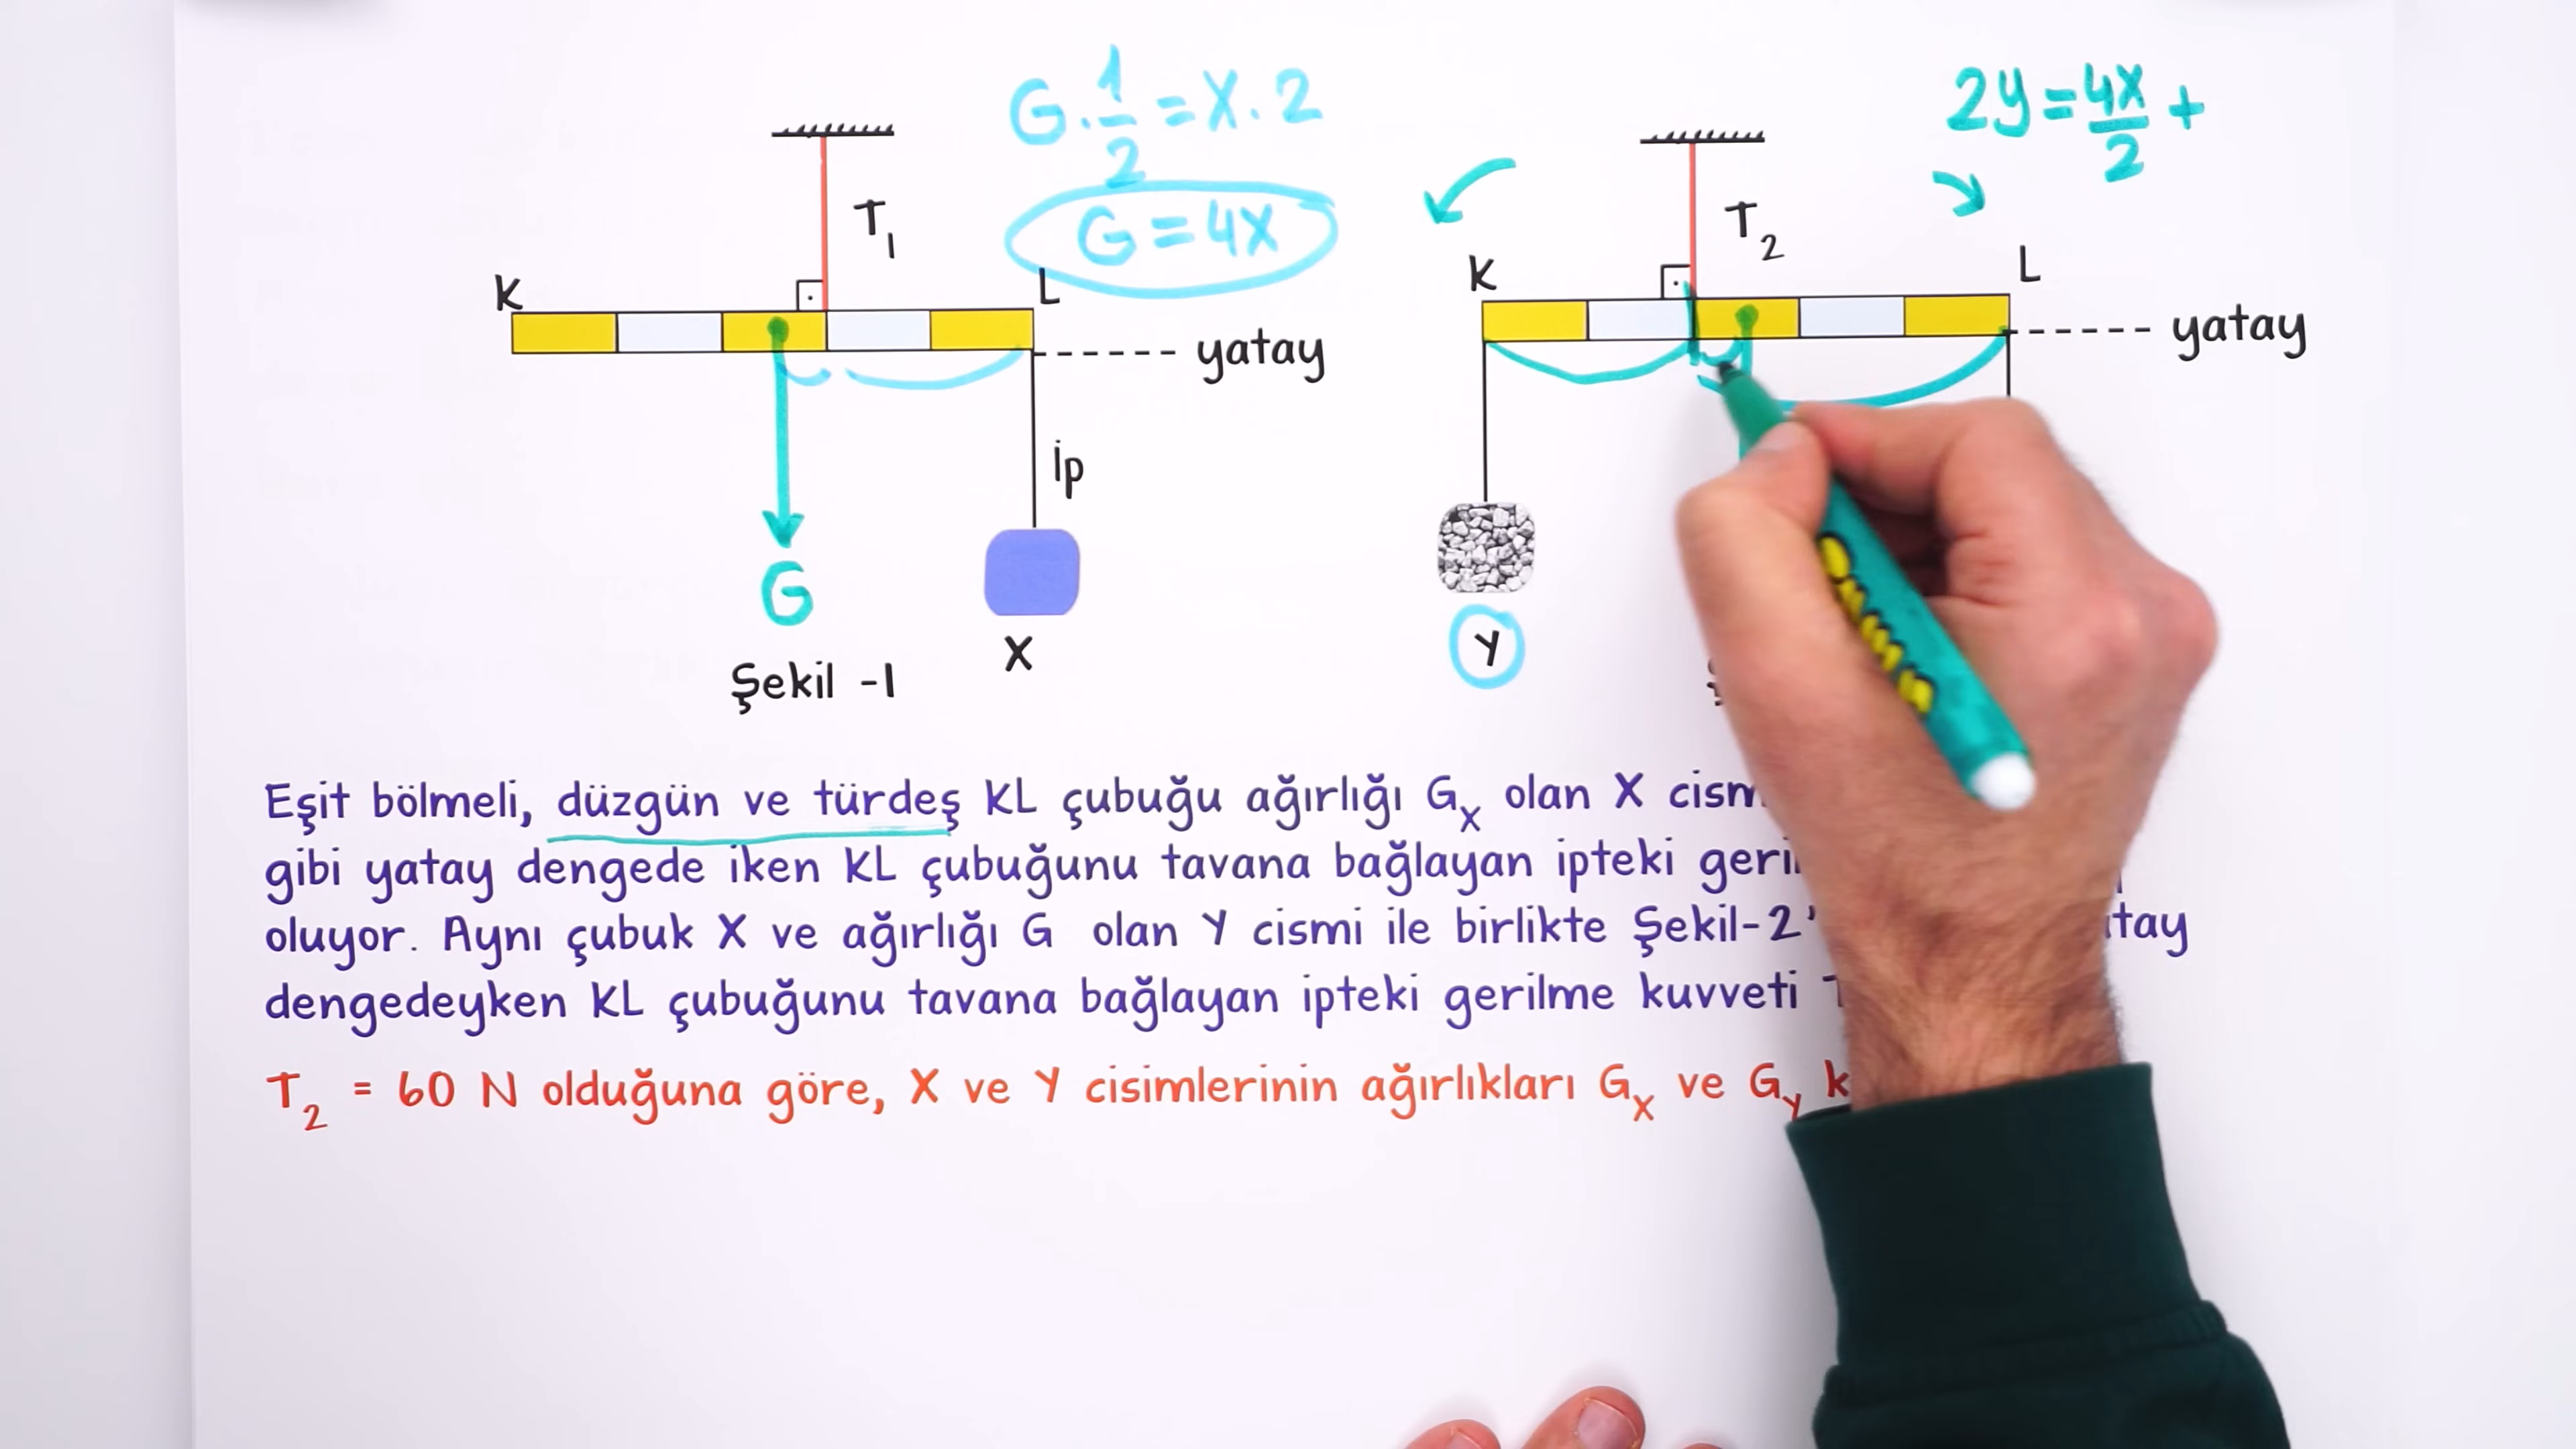 G · 1/2 = X · 2
G = 4X
2y = 4X/2 +
T1
T2
K
L
yatay
K
L
yatay
İp
G
X
Y
Şekil -1
Eşit bölmeli, düzgün ve türdeş KL çubuğu ağırlığı GX olan X
gibi yatay dengede iken KL çubuğunu tavana bağlayan ipteki
oluyor. Aynı çubuk X ve ağırlığı G olan Y cismi ile birlikte Şekil-2'
dengedeyken KL çubuğunu tavana bağlayan ipteki gerilme kuvveti
T2 = 60 N olduğuna göre, X ve Y cisimlerinin ağırlıkları GX ve GY